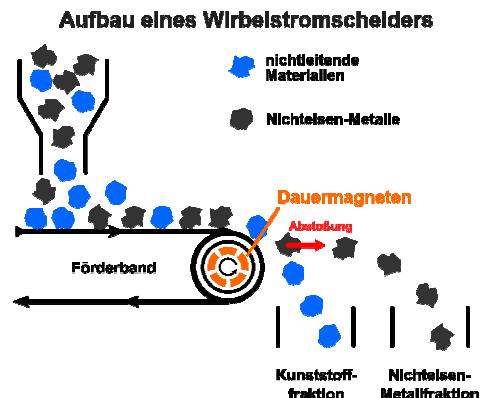 Aufbau eines Wirbelstromscheiders
nichtleitende
Materialien
Nichteisen-Metalle
Dauermagneten
Abstoßung
Förderband
Kunststoff-
fraktion
Nichteisen-
Metallfraktion